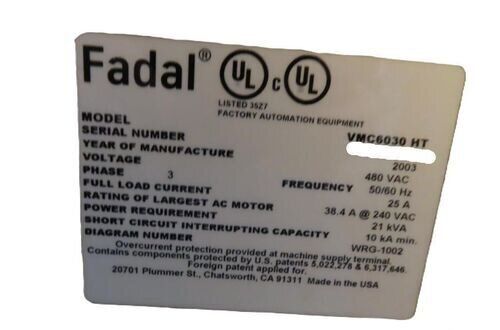 Fadal®
UL c UL
LISTED 35Z7
FACTORY AUTOMATION EQUIPMENT
MODEL VMC6030 HT
SERIAL NUMBER
YEAR OF MANUFACTURE 2003
VOLTAGE 480 VAC
PHASE 3 FREQUENCY 50/60 Hz
FULL LOAD CURRENT 25 A
RATING OF LARGEST AC MOTOR 38.4 A @ 240 VAC
POWER REQUIREMENT 21 kVA
SHORT CIRCUIT INTERRUPTING CAPACITY 10 kA min.
DIAGRAM NUMBER WRG-1002
Overcurrent protection provided at machine supply terminal.
Contains components protected by U.S. patents 5,022,278 & 6,317,646.
Foreign patent applied for.
20701 Plummer St., Chatsworth, CA 91311 Made in the USA